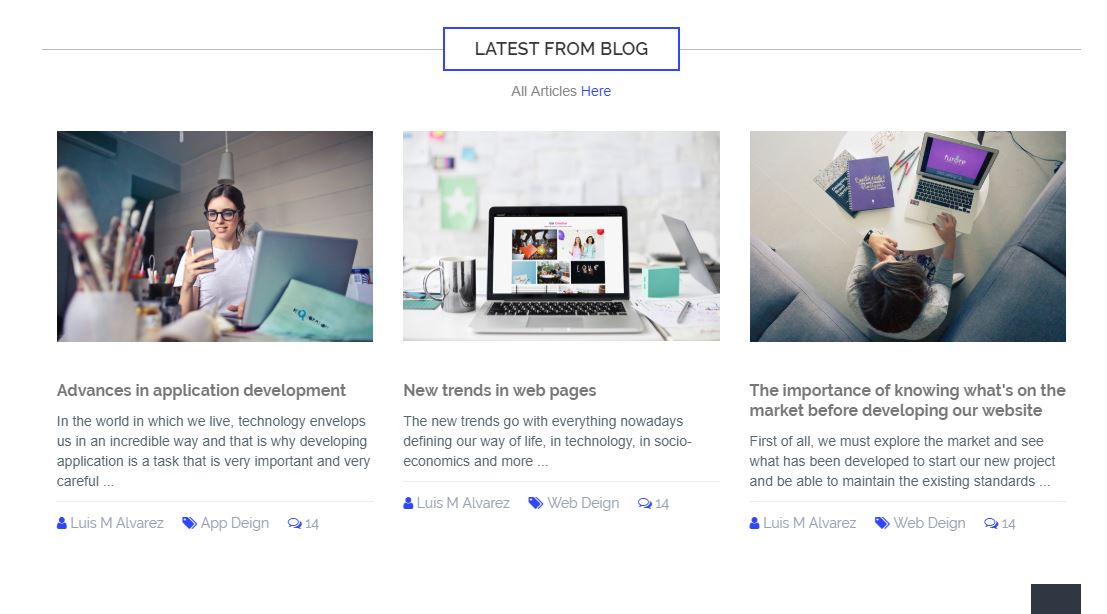 LATEST FROM BLOG
All Articles Here
Advances in application development
In the world in which we live, technology envelops
us in an incredible way and that is why developing
application is a task that is very important and very
careful ...
Luis M Alvarez App Deign 14
New trends in web pages
The new trends go with everything nowadays
defining our way of life, in technology, in socio-
economics and more ...
Luis M Alvarez Web Deign 14
The importance of knowing what's on the
market before developing our website
First of all, we must explore the market and see
what has been developed to start our new project
and be able to maintain the existing standards ...
Luis M Alvarez Web Deign 14